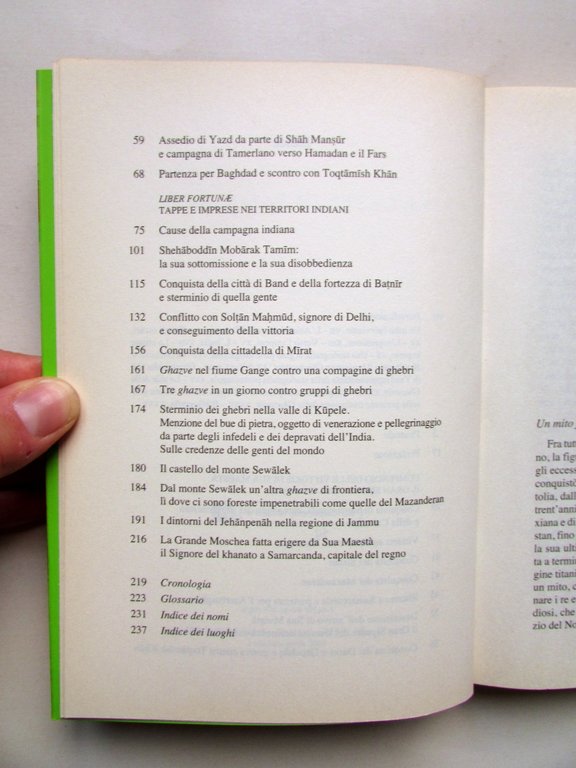 59 Assedio di Yazd da parte di Shāh Manṣūr
e campagna di Tamerlano verso Hamadan e il Fars
68 Partenza per Baghdad e scontro con Toqtāmīsh Khān
LIBER FORTUNÆ
TAPPE E IMPRESE NEI TERRITORI INDIANI
75 Cause della campagna indiana
101 Shehāboddīn Mobārak Tamīm:
la sua sottomissione e la sua disobbedienza
115 Conquista della città di Band e della fortezza di Baṭnīr
e sterminio di quella gente
132 Conflitto con Solṭān Maḥmūd, signore di Delhi,
e conseguimento della vittoria
156 Conquista della cittadella di Mīrat
161 Ghazve nel fiume Gange contro una compagine di ghebri
167 Tre ghazve in un giorno contro gruppi di ghebri
174 Sterminio dei ghebri nella valle di Kūpele.
Menzione del bue di pietra, oggetto di venerazione e pellegrinaggio
da parte degli infedeli e dei depravati dell'India.
Sulle credenze delle genti del mondo
180 Il castello del monte Sewālek
184 Dal monte Sewālek un'altra ghazve di frontiera,
lì dove ci sono foreste impenetrabili come quelle del Mazanderan
191 I dintorni del Jehānpenāh nella regione di Jammu
216 La Grande Moschea fatta erigere da Sua Maestà
il Signore del khanato a Samarcanda, capitale del regno
219 Cronologia
223 Glossario
231 Indice dei nomi
237 Indice dei luoghi
Un mito
Fra tut
no, la fig
gli eccess
conquistò
tolia, dall
trent'anni
xiana e di
stan, fino
la sua ulti
ta a termin
gine titani
un mito, c
nare i re e
diosi, che
zio del No